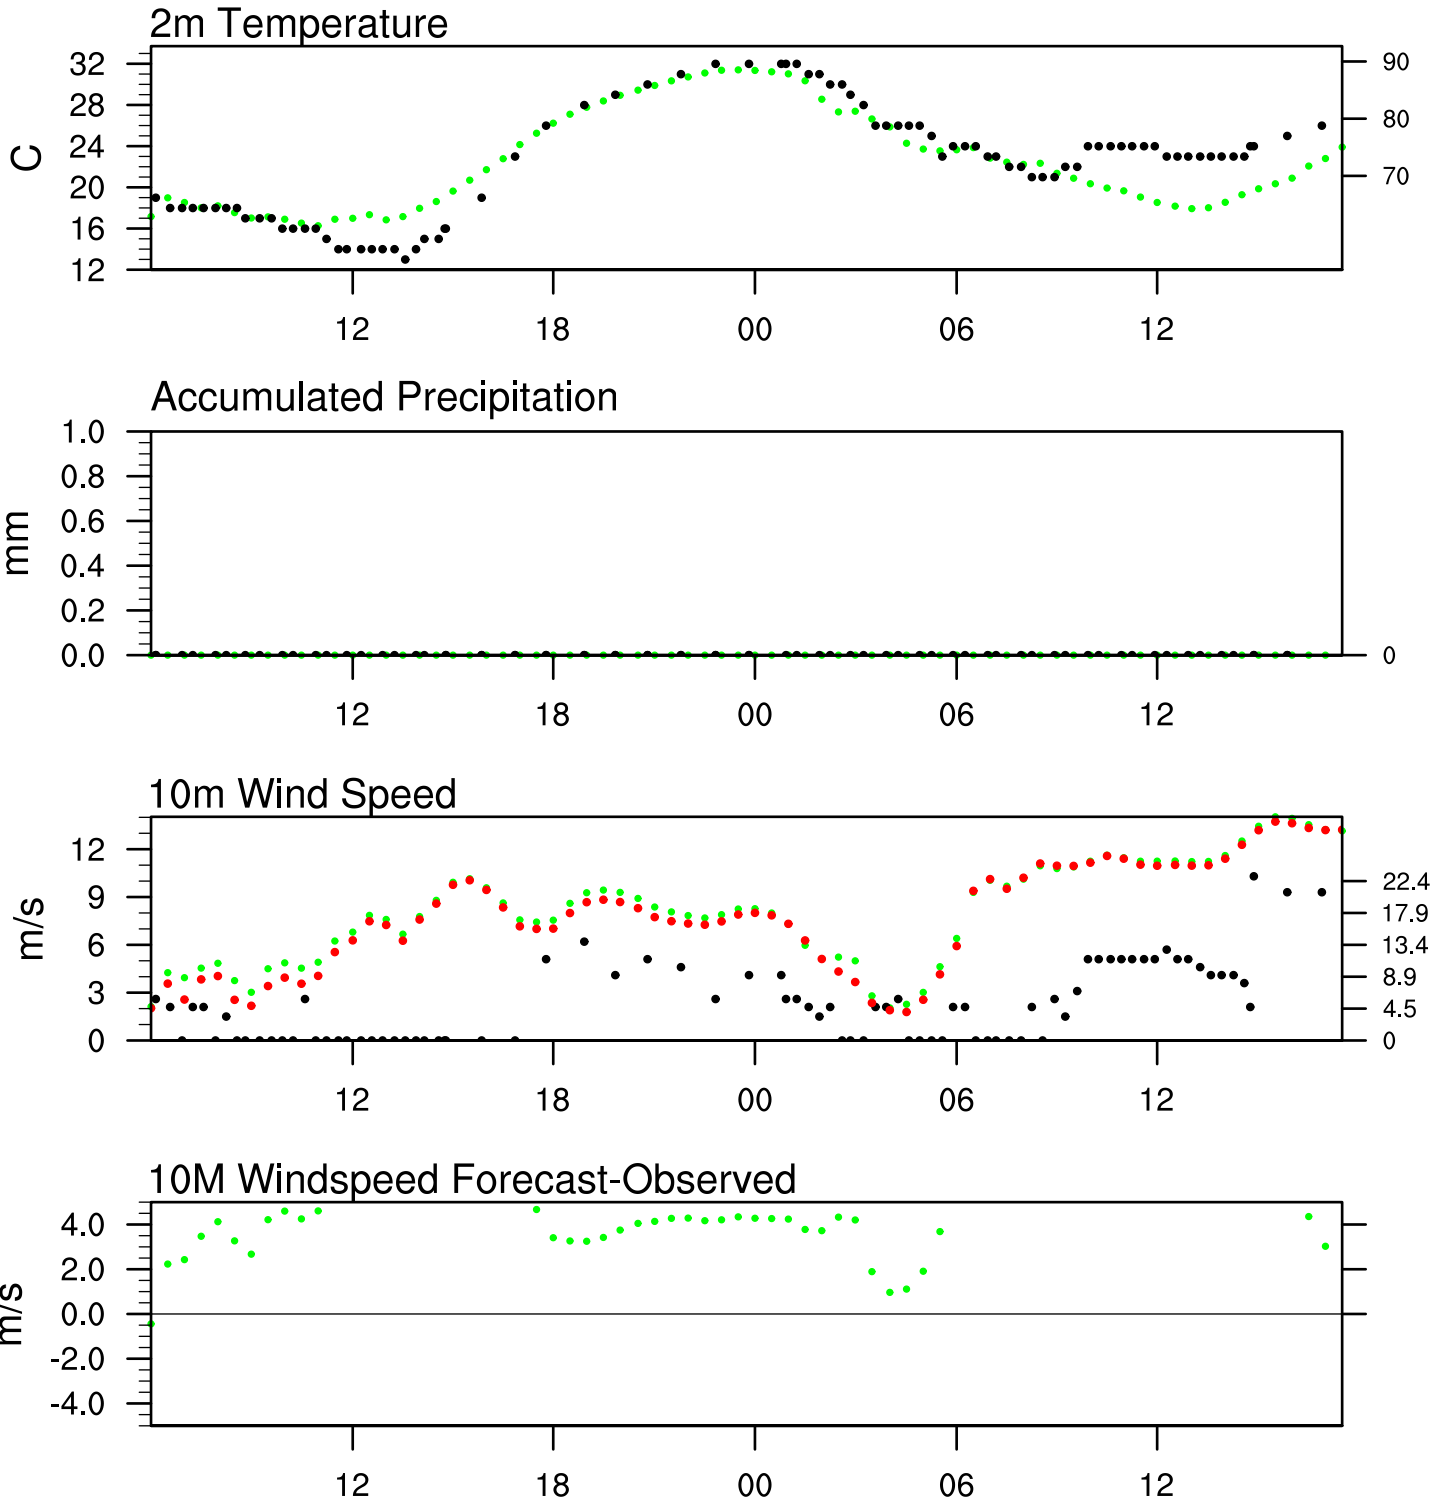 2m Temperature
32
28
24
20
16
12
C
90
80
70
12 18 00 06 12
Accumulated Precipitation
1.0
0.8
0.6
0.4
0.2
0.0
mm
0
12 18 00 06 12
10m Wind Speed
12
9
6
3
0
m/s
22.4
17.9
13.4
8.9
4.5
0
12 18 00 06 12
10M Windspeed Forecast-Observed
4.0
2.0
0.0
-2.0
-4.0
m/s
12 18 00 06 12